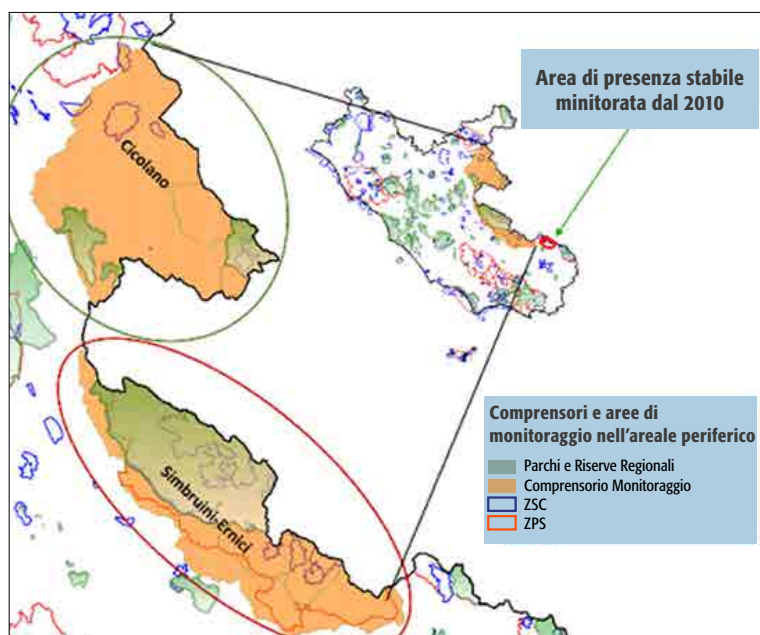 Area di presenza stabile
minitorata dal 2010
Cicolano
Simbruini-Ernici
Comprensori e aree di
monitoraggio nell'areale periferico
Parchi e Riserve Regionali
Comprensorio Monitoraggio
ZSC
ZPS